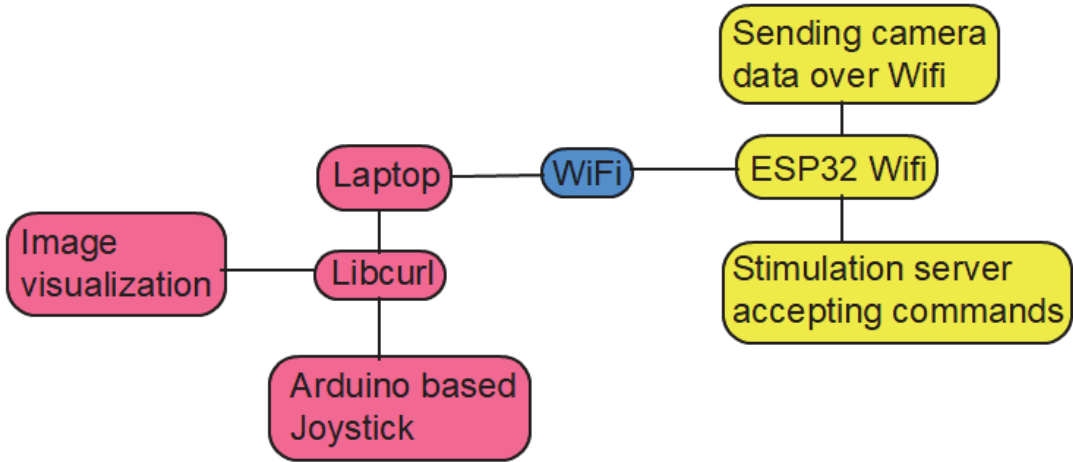 Sending camera
data over Wifi
Laptop
WiFi
ESP32 Wifi
Image
visualization
Libcurl
Stimulation server
accepting commands
Arduino based
Joystick